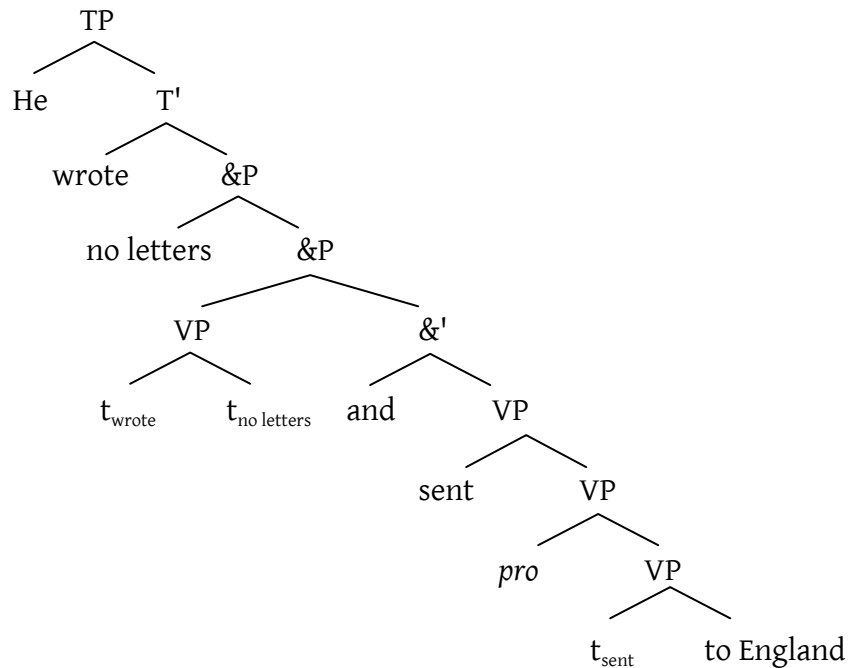 TP
He T'
wrote &P
no letters &P
VP &'
t_wrote t_no letters and VP
sent VP
pro VP
t_sent to England